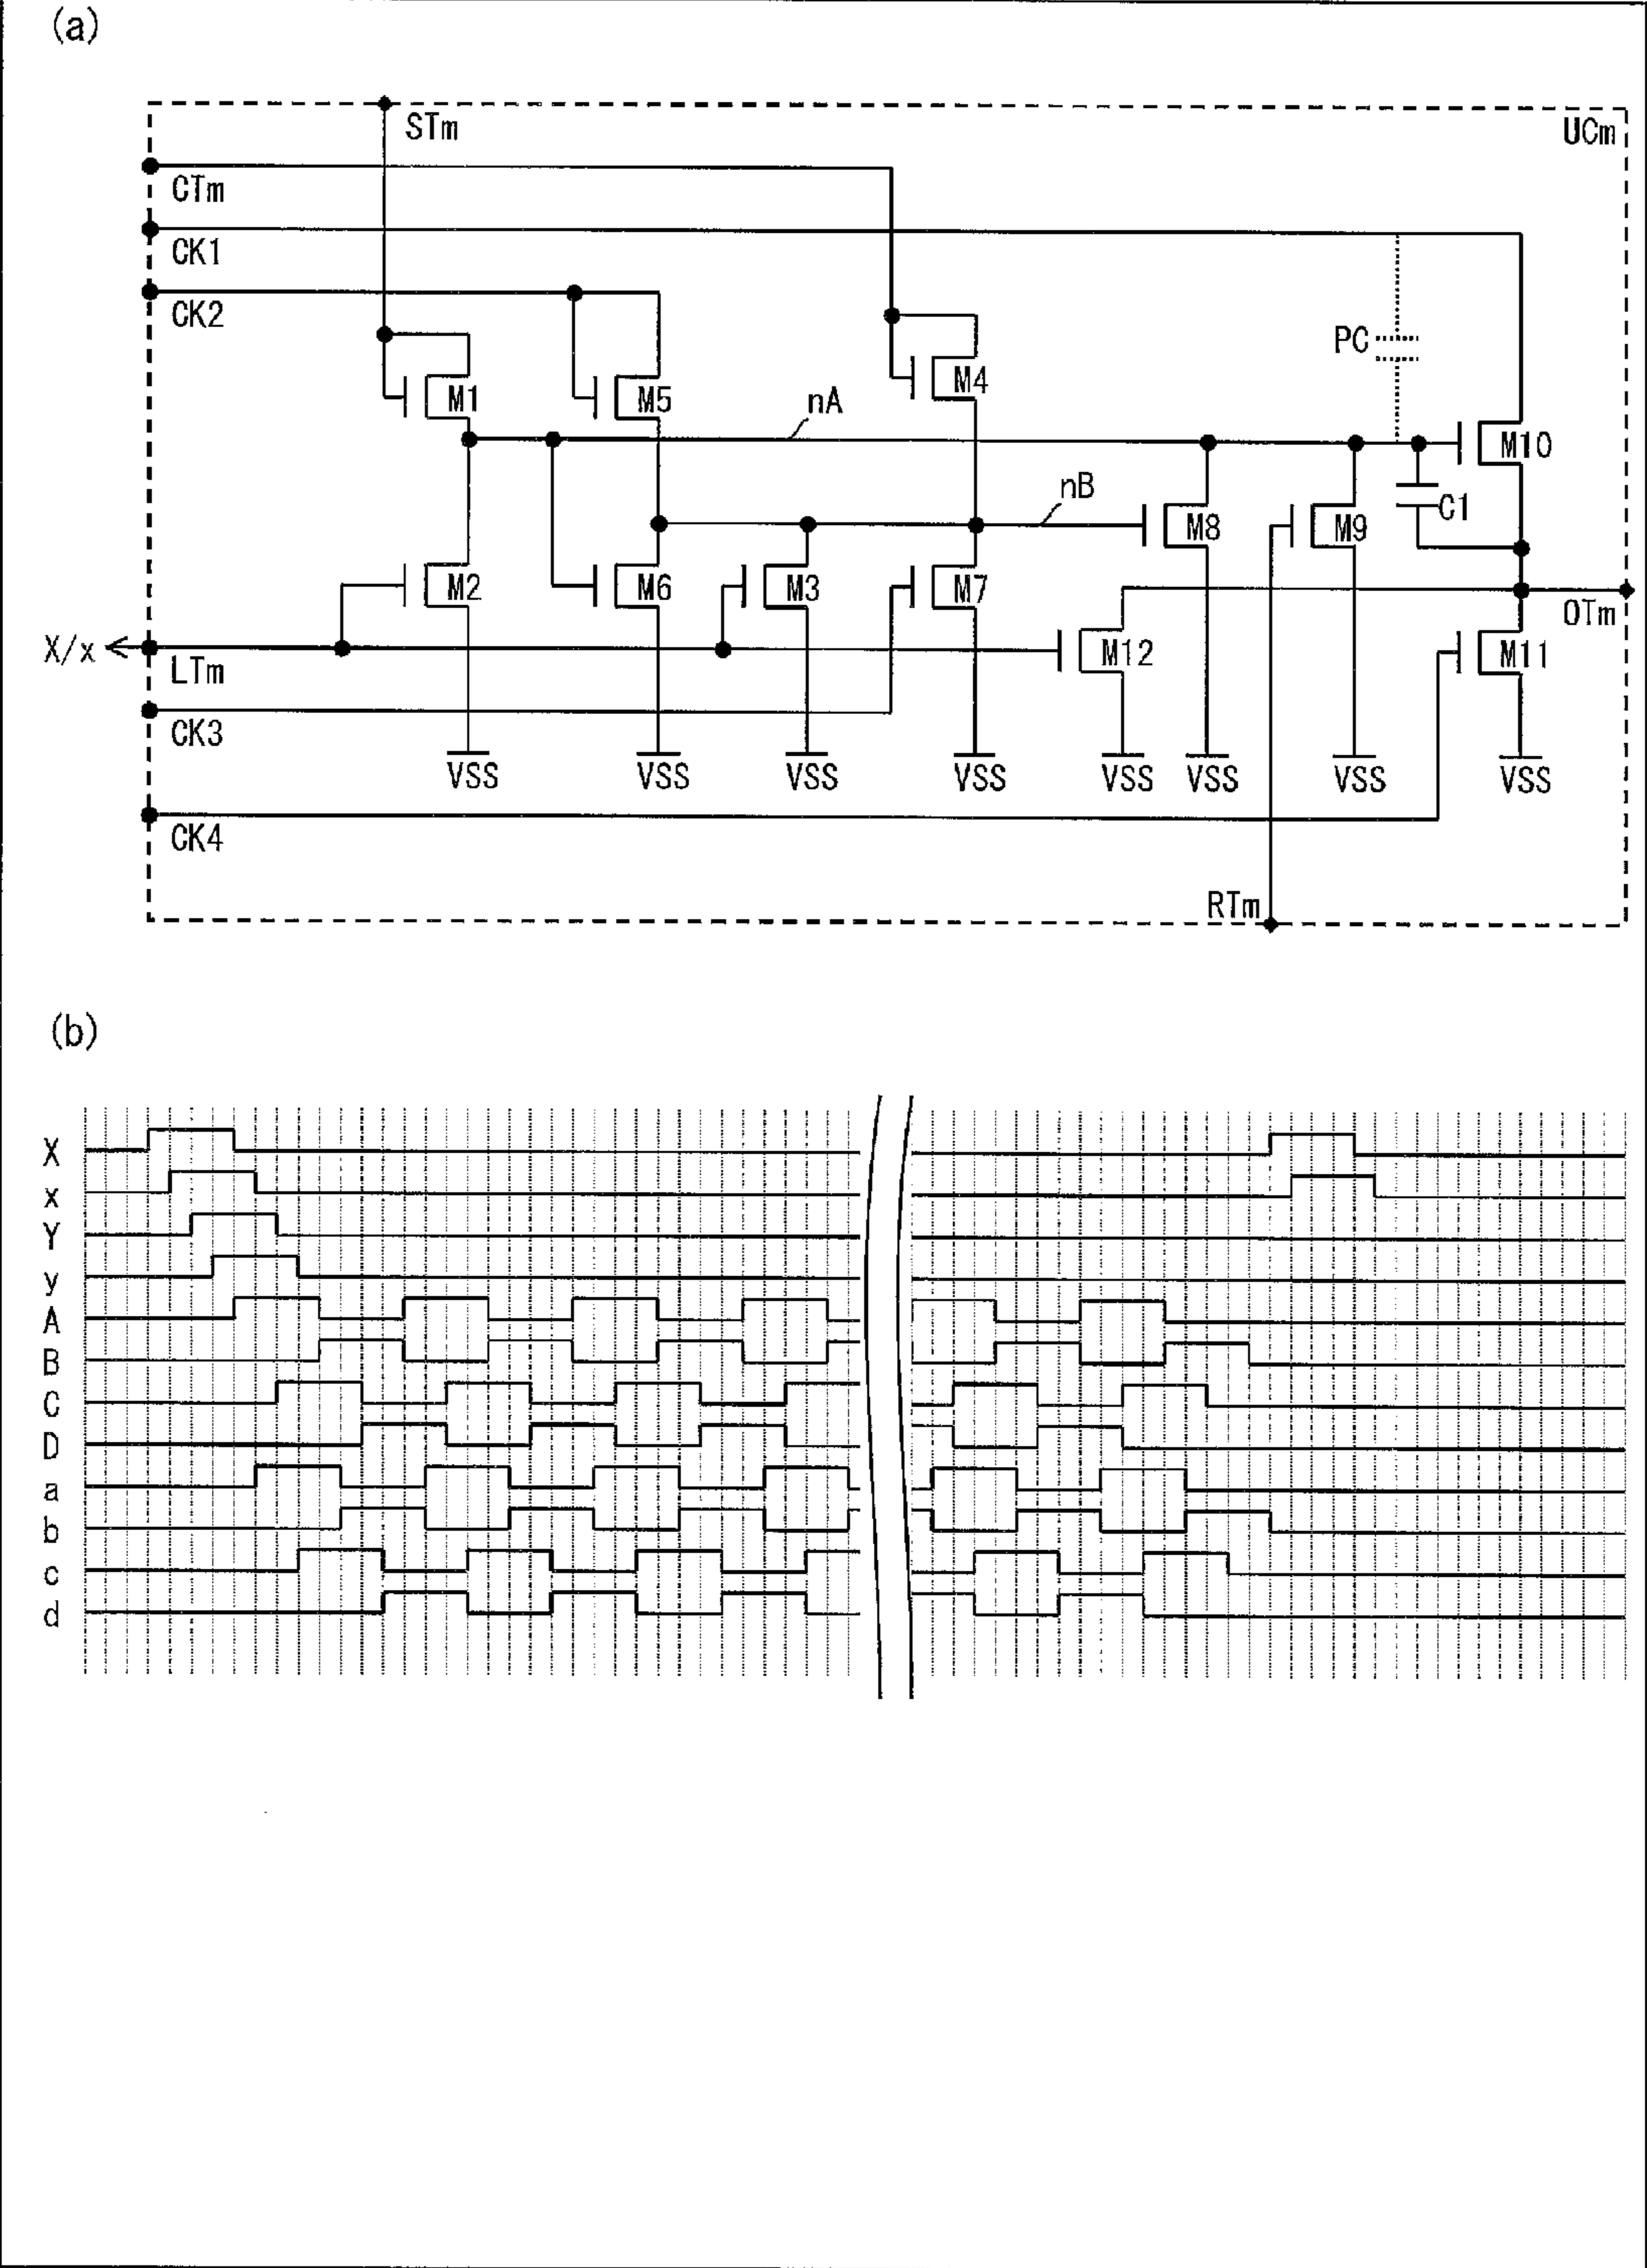 (a)
STm
UCm
CTm
CK1
CK2
PC
M1
M5
M4
nA
M10
nB
C1
M8
M9
M2
M6
M3
M7
OTm
X/x
LTm
M12
M11
CK3
VSS
VSS
VSS
VSS
VSS
VSS
VSS
VSS
CK4
RTm
(b)
X
x
Y
y
A
B
C
D
a
b
c
d